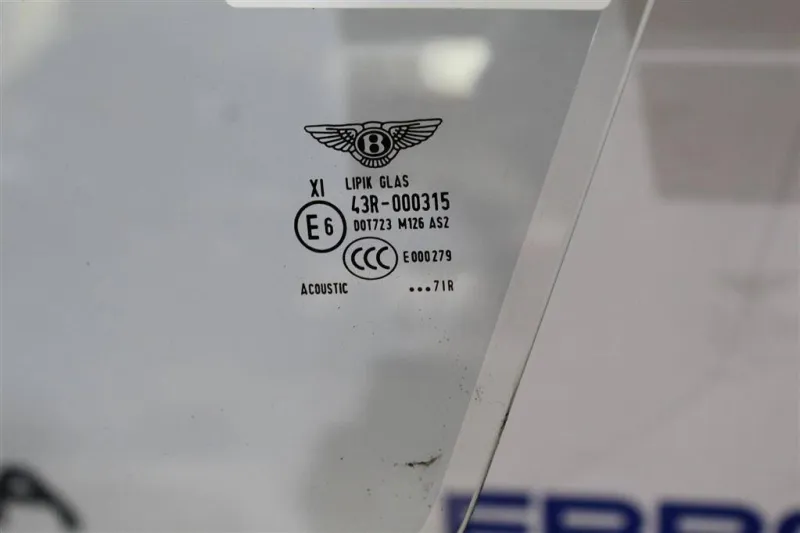 B
XI LIPIK GLAS
43R-000315
E6 DOT723 M126 AS2
CCC E000279
ACOUSTIC ...71R